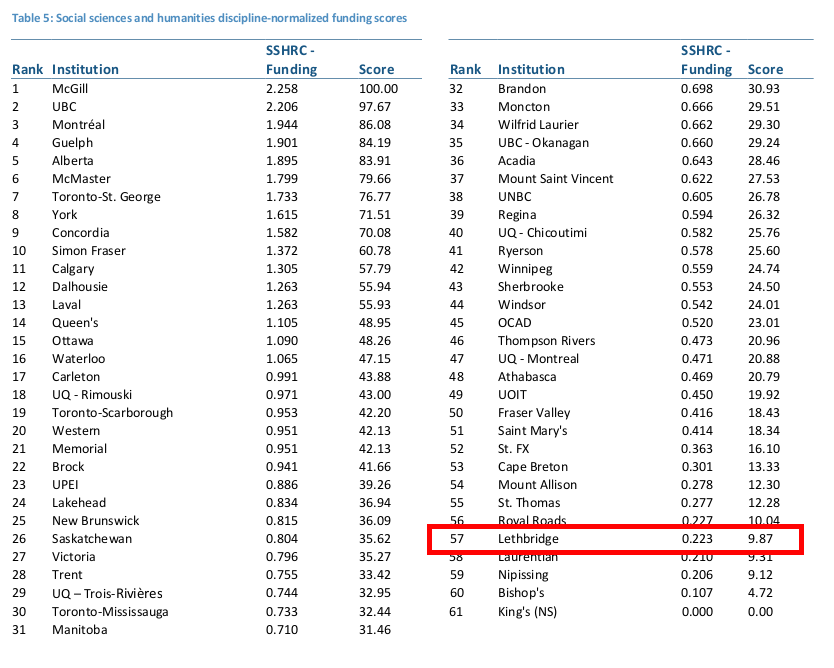 Table 5: Social sciences and humanities discipline-normalized funding scores
SSHRC -
Rank Institution Funding Score
1 McGill 2.258 100.00
2 UBC 2.206 97.67
3 Montréal 1.944 86.08
4 Guelph 1.901 84.19
5 Alberta 1.895 83.91
6 McMaster 1.799 79.66
7 Toronto-St. George 1.733 76.77
8 York 1.615 71.51
9 Concordia 1.582 70.08
10 Simon Fraser 1.372 60.78
11 Calgary 1.305 57.79
12 Dalhousie 1.263 55.94
13 Laval 1.263 55.93
14 Queen's 1.105 48.95
15 Ottawa 1.090 48.26
16 Waterloo 1.065 47.15
17 Carleton 0.991 43.88
18 UQ - Rimouski 0.971 43.00
19 Toronto-Scarborough 0.953 42.20
20 Western 0.951 42.13
21 Memorial 0.951 42.13
22 Brock 0.941 41.66
23 UPEI 0.886 39.26
24 Lakehead 0.834 36.94
25 New Brunswick 0.815 36.09
26 Saskatchewan 0.804 35.62
27 Victoria 0.796 35.27
28 Trent 0.755 33.42
29 UQ – Trois-Rivières 0.744 32.95
30 Toronto-Mississauga 0.733 32.44
31 Manitoba 0.710 31.46
SSHRC -
Rank Institution Funding Score
32 Brandon 0.698 30.93
33 Moncton 0.666 29.51
34 Wilfrid Laurier 0.662 29.30
35 UBC - Okanagan 0.660 29.24
36 Acadia 0.643 28.46
37 Mount Saint Vincent 0.622 27.53
38 UNBC 0.605 26.78
39 Regina 0.594 26.32
40 UQ - Chicoutimi 0.582 25.76
41 Ryerson 0.578 25.60
42 Winnipeg 0.559 24.74
43 Sherbrooke 0.553 24.50
44 Windsor 0.542 24.01
45 OCAD 0.520 23.01
46 Thompson Rivers 0.473 20.96
47 UQ - Montreal 0.471 20.88
48 Athabasca 0.469 20.79
49 UOIT 0.450 19.92
50 Fraser Valley 0.416 18.43
51 Saint Mary's 0.414 18.34
52 St. FX 0.363 16.10
53 Cape Breton 0.301 13.33
54 Mount Allison 0.278 12.30
55 St. Thomas 0.277 12.28
56 Royal Roads 0.227 10.04
57 Lethbridge 0.223 9.87
58 Laurentian 0.210 9.31
59 Nipissing 0.206 9.12
60 Bishop's 0.107 4.72
61 King's (NS) 0.000 0.00